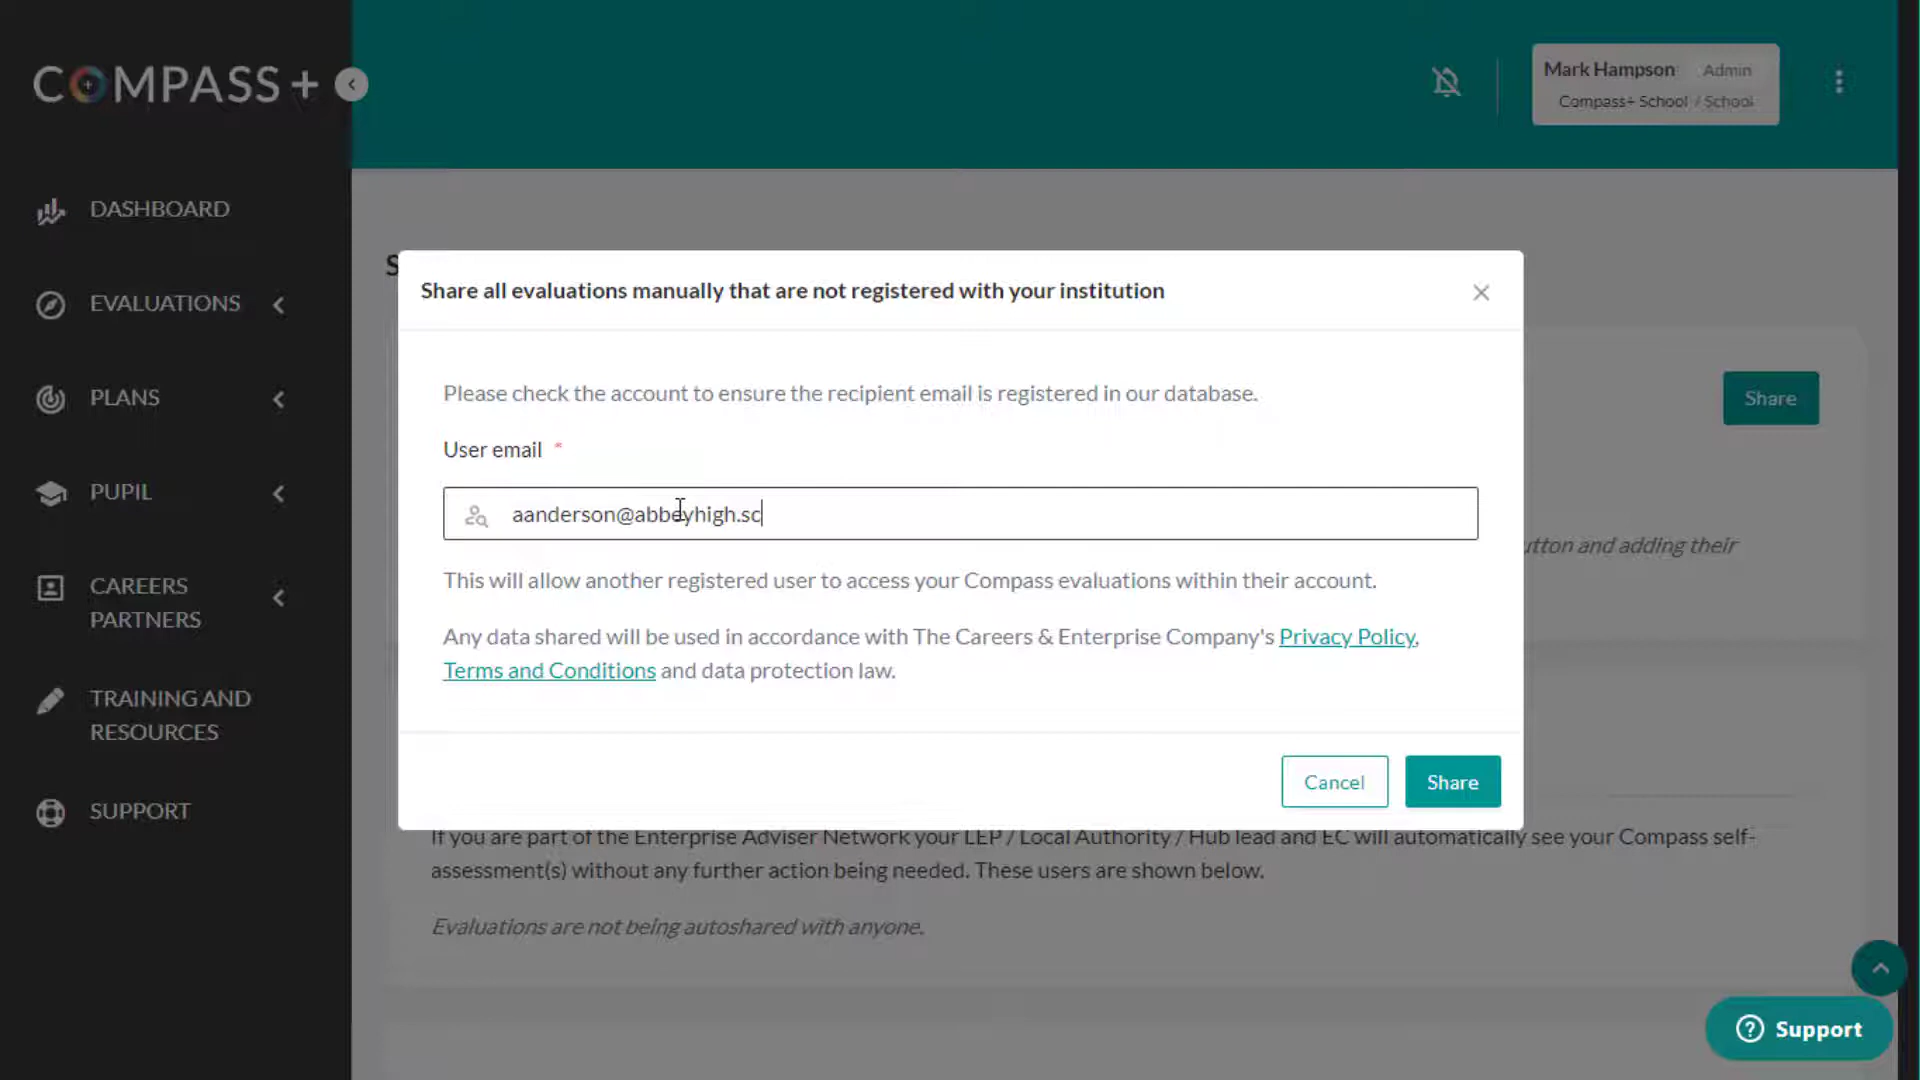 COMPASS +
Mark Hampson Admin
Compass+ School / School
DASHBOARD
EVALUATIONS
PLANS
PUPIL
CAREERS
PARTNERS
TRAINING AND
RESOURCES
SUPPORT
S
Share all evaluations manually that are not registered with your institution
Please check the account to ensure the recipient email is registered in our database.
Share
User email *
aanderson@abbeyhigh.sc
utton and adding their
This will allow another registered user to access your Compass evaluations within their account.
Any data shared will be used in accordance with The Careers & Enterprise Company's Privacy Policy,
Terms and Conditions and data protection law.
Cancel
Share
If you are part of the Enterprise Adviser Network your LEP / Local Authority / Hub lead and EC will automatically see your Compass self-
assessment(s) without any further action being needed. These users are shown below.
Evaluations are not being autoshared with anyone.
Support